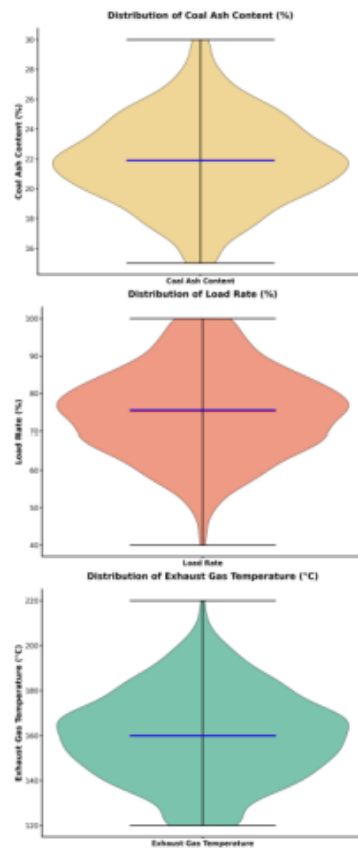 Distribution of Coal Ash Content (%)
Coal Ash Content (%)
30
28
26
24
22
20
18
16
Coal Ash Content
Distribution of Load Rate (%)
Load Rate (%)
100
90
80
70
60
50
40
Load Rate
Distribution of Exhaust Gas Temperature (°C)
Exhaust Gas Temperature (°C)
220
200
180
160
140
120
Exhaust Gas Temperature